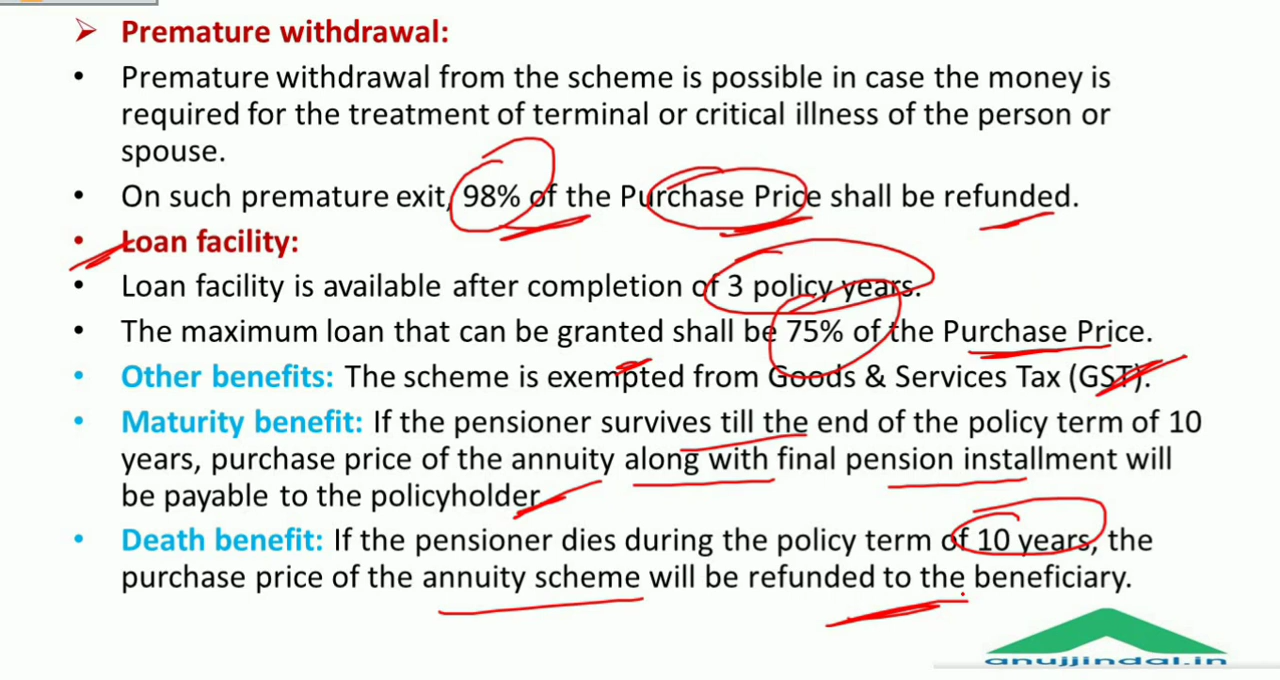 Premature withdrawal:
• Premature withdrawal from the scheme is possible in case the money is
required for the treatment of terminal or critical illness of the person or
spouse.
• On such premature exit, 98% of the Purchase Price shall be refunded.
• Loan facility:
• Loan facility is available after completion of 3 policy years.
• The maximum loan that can be granted shall be 75% of the Purchase Price.
• Other benefits: The scheme is exempted from Goods & Services Tax (GST).
• Maturity benefit: If the pensioner survives till the end of the policy term of 10
years, purchase price of the annuity along with final pension installment will
be payable to the policyholder
• Death benefit: If the pensioner dies during the policy term of 10 years, the
purchase price of the annuity scheme will be refunded to the beneficiary.
anujjindal.in